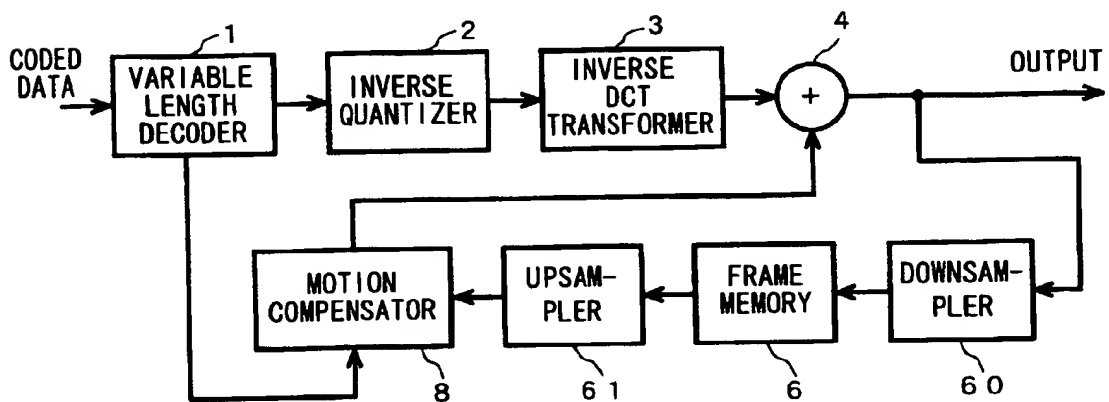 1
2
3
4
CODED
DATA
VARIABLE
LENGTH
DECODER
INVERSE
QUANTIZER
INVERSE
DCT
TRANSFORMER
+
OUTPUT
MOTION
COMPENSATOR
UPSAM-
PLER
FRAME
MEMORY
DOWNSAM-
PLER
8
61
6
60